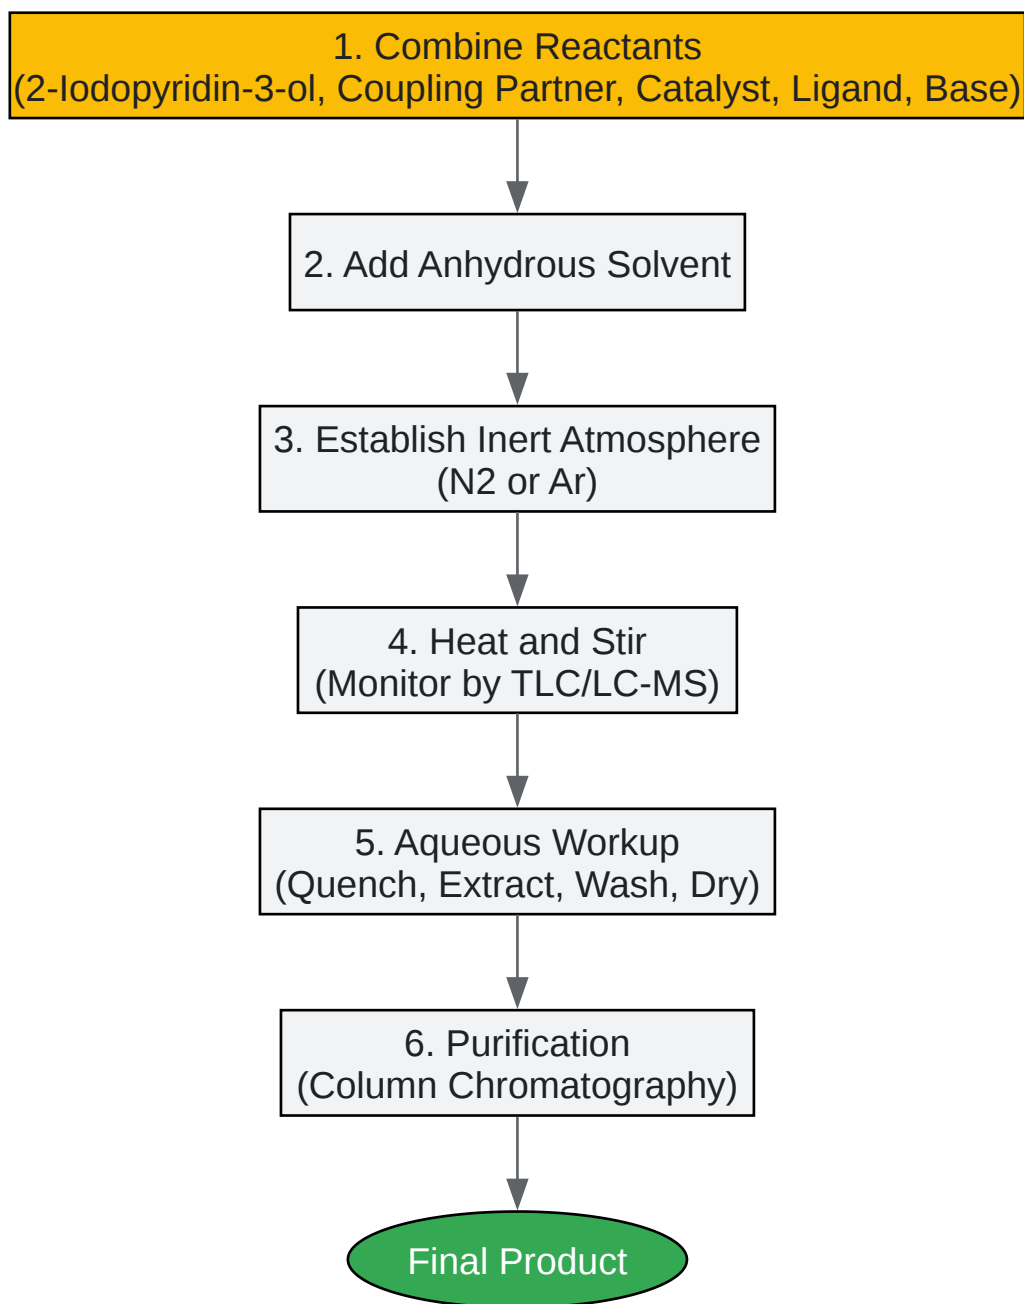 1. Combine Reactants
(2-Iodopyridin-3-ol, Coupling Partner, Catalyst, Ligand, Base)
2. Add Anhydrous Solvent
3. Establish Inert Atmosphere
(N2 or Ar)
4. Heat and Stir
(Monitor by TLC/LC-MS)
5. Aqueous Workup
(Quench, Extract, Wash, Dry)
6. Purification
(Column Chromatography)
Final Product